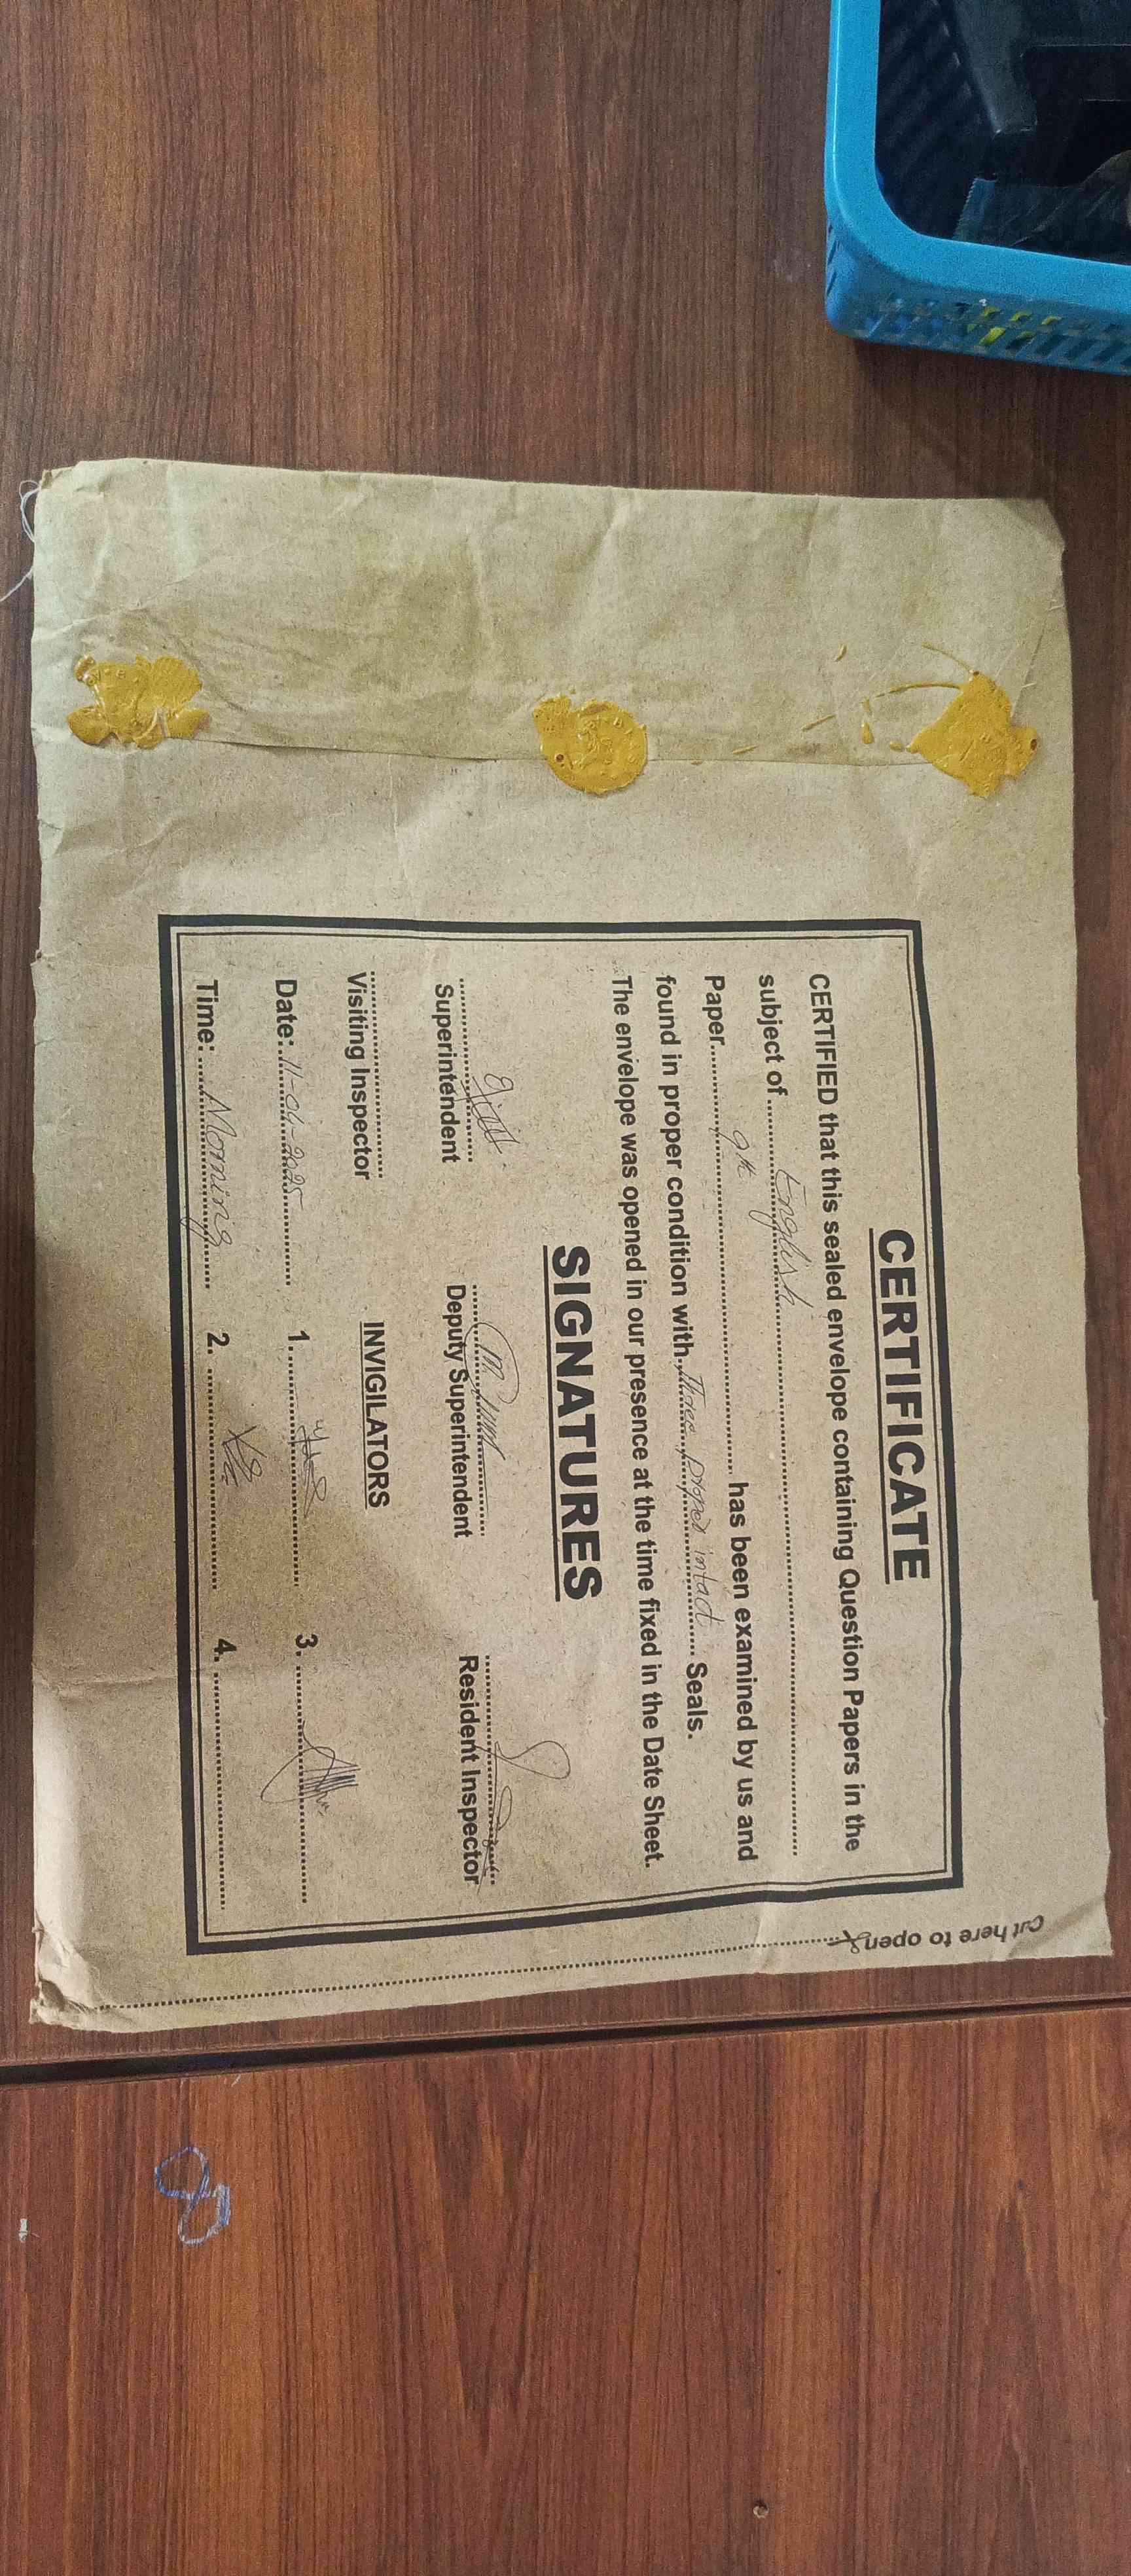 CERTIFICATE
CERTIFIED that this sealed envelope containing Question Papers in the
subject of ..... English .....
Paper..... 9th ..... has been examined by us and
found in proper condition with..Three proper intact.... Seals.
The envelope was opened in our presence at the time fixed in the Date Sheet.
SIGNATURES
Superintendent Deputy Superintendent Resident Inspector
Visiting Inspector INVIGILATORS
Date:..11-04-2025..... 1. ..... 3. .....
Time: .....Morning..... 2. ..... 4. .....
Cut here to open
8